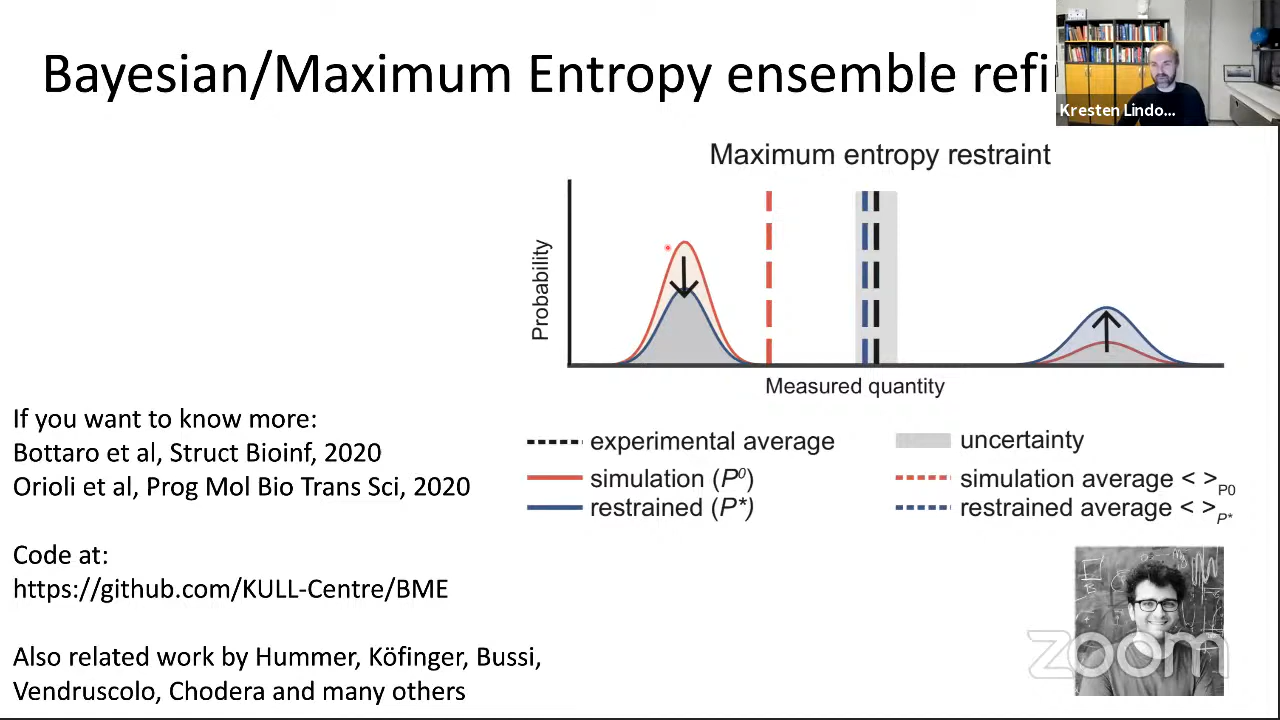 Bayesian/Maximum Entropy ensemble refi
Kresten Lindo...
Maximum entropy restraint
Probability
Measured quantity
experimental average
uncertainty
simulation (P⁰)
simulation average < >P0
restrained (P*)
restrained average < >P*
If you want to know more:
Bottaro et al, Struct Bioinf, 2020
Orioli et al, Prog Mol Bio Trans Sci, 2020
Code at:
https://github.com/KULL-Centre/BME
Also related work by Hummer, Köfinger, Bussi,
Vendruscolo, Chodera and many others
zoom